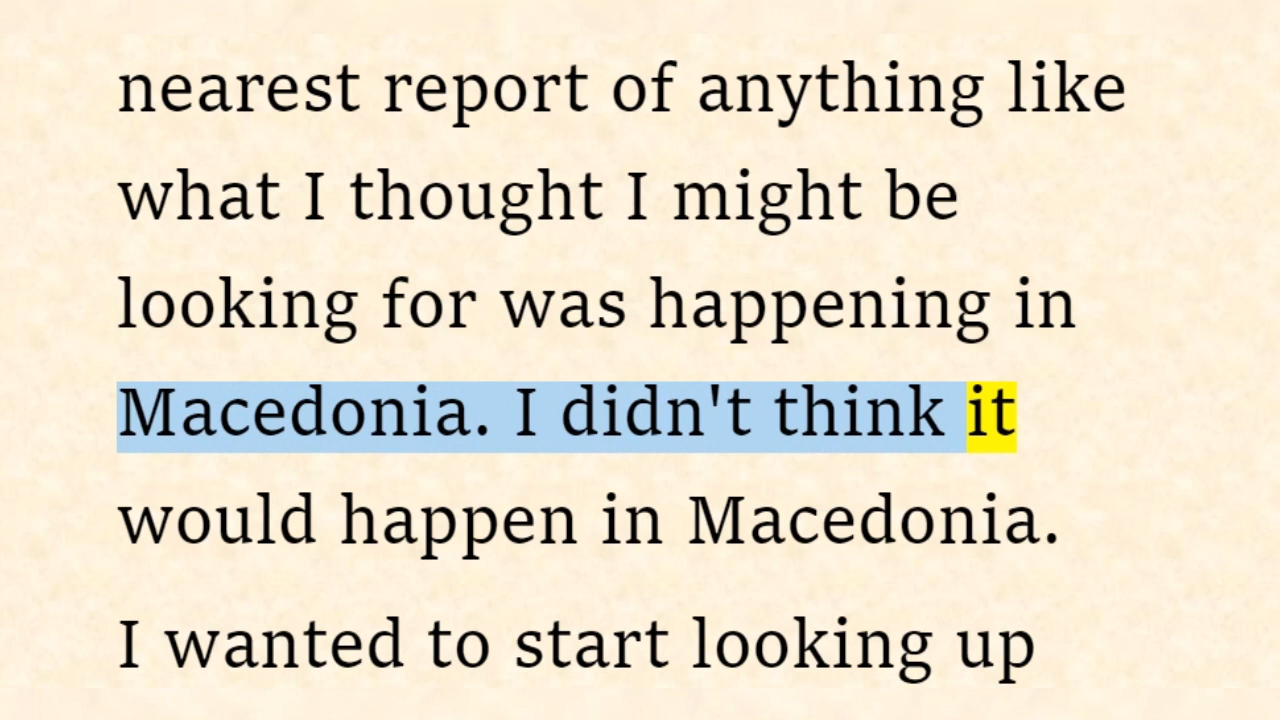 nearest report of anything like
what I thought I might be
looking for was happening in
Macedonia. I didn't think it
would happen in Macedonia.
I wanted to start looking up